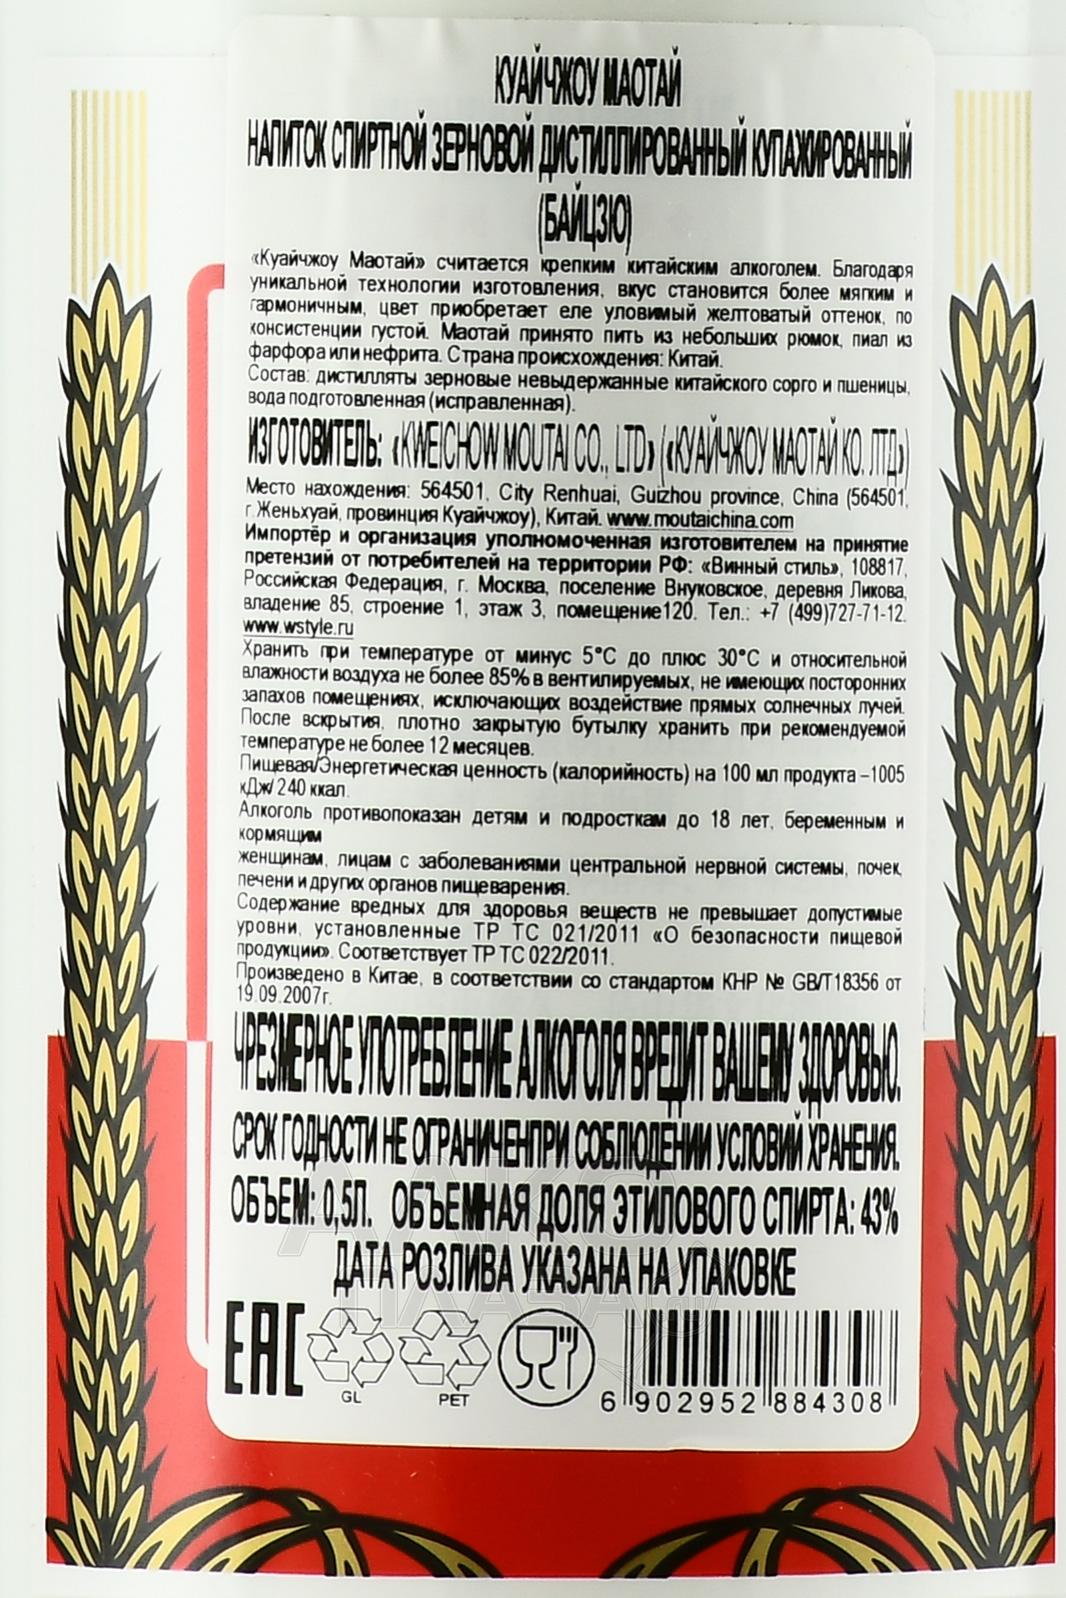 КУАЙЧЖОУ МАОТАЙ
НАПИТОК СПИРТНОЙ ЗЕРНОВОЙ ДИСТИЛЛИРОВАННЫЙ КУПАЖИРОВАННЫЙ
(БАЙЦЗЮ)
«Куайчжоу Маотай» считается крепким китайским алкоголем. Благодаря
уникальной технологии изготовления, вкус становится более мягким и
гармоничным, цвет приобретает еле уловимый желтоватый оттенок, по
консистенции густой. Маотай принято пить из небольших рюмок, пиал из
фарфора или нефрита. Страна происхождения: Китай.
Состав: дистилляты зерновые невыдержанные китайского сорго и пшеницы,
вода подготовленная (исправленная).
ИЗГОТОВИТЕЛЬ: «KWEICHOW MOUTAI CO., LTD» («КУАЙЧЖОУ МАОТАЙ КО. ЛТД»)
Место нахождения: 564501, City Renhuai, Guizhou province, China (564501,
г. Женьхуай, провинция Куайчжоу), Китай. www.moutaichina.com
Импортёр и организация уполномоченная изготовителем на принятие
претензий от потребителей на территории РФ: «Винный стиль», 108817,
Российская Федерация, г. Москва, поселение Внуковское, деревня Ликова,
владение 85, строение 1, этаж 3, помещение120. Тел.: +7 (499)727-71-12.
www.wstyle.ru
Хранить при температуре от минус 5°С до плюс 30°С и относительной
влажности воздуха не более 85% в вентилируемых, не имеющих посторонних
запахов помещениях, исключающих воздействие прямых солнечных лучей.
После вскрытия, плотно закрытую бутылку хранить при рекомендуемой
температуре не более 12 месяцев.
Пищевая/Энергетическая ценность (калорийность) на 100 мл продукта –1005
кДж/ 240 ккал.
Алкоголь противопоказан детям и подросткам до 18 лет, беременным и
кормящим
женщинам, лицам с заболеваниями центральной нервной системы, почек,
печени и других органов пищеварения.
Содержание вредных для здоровья веществ не превышает допустимые
уровни, установленные ТР ТС 021/2011 «О безопасности пищевой
продукции». Соответствует ТР ТС 022/2011.
Произведено в Китае, в соответствии со стандартом КНР № GB/T18356 от
19.09.2007г.
ЧРЕЗМЕРНОЕ УПОТРЕБЛЕНИЕ АЛКОГОЛЯ ВРЕДИТ ВАШЕМУ ЗДОРОВЬЮ.
СРОК ГОДНОСТИ НЕ ОГРАНИЧЕНПРИ СОБЛЮДЕНИИ УСЛОВИЙ ХРАНЕНИЯ.
ОБЪЕМ: 0,5Л. ОБЪЕМНАЯ ДОЛЯ ЭТИЛОВОГО СПИРТА: 43%
ДАТА РОЗЛИВА УКАЗАНА НА УПАКОВКЕ
EAC GL PET 6 902952 884308